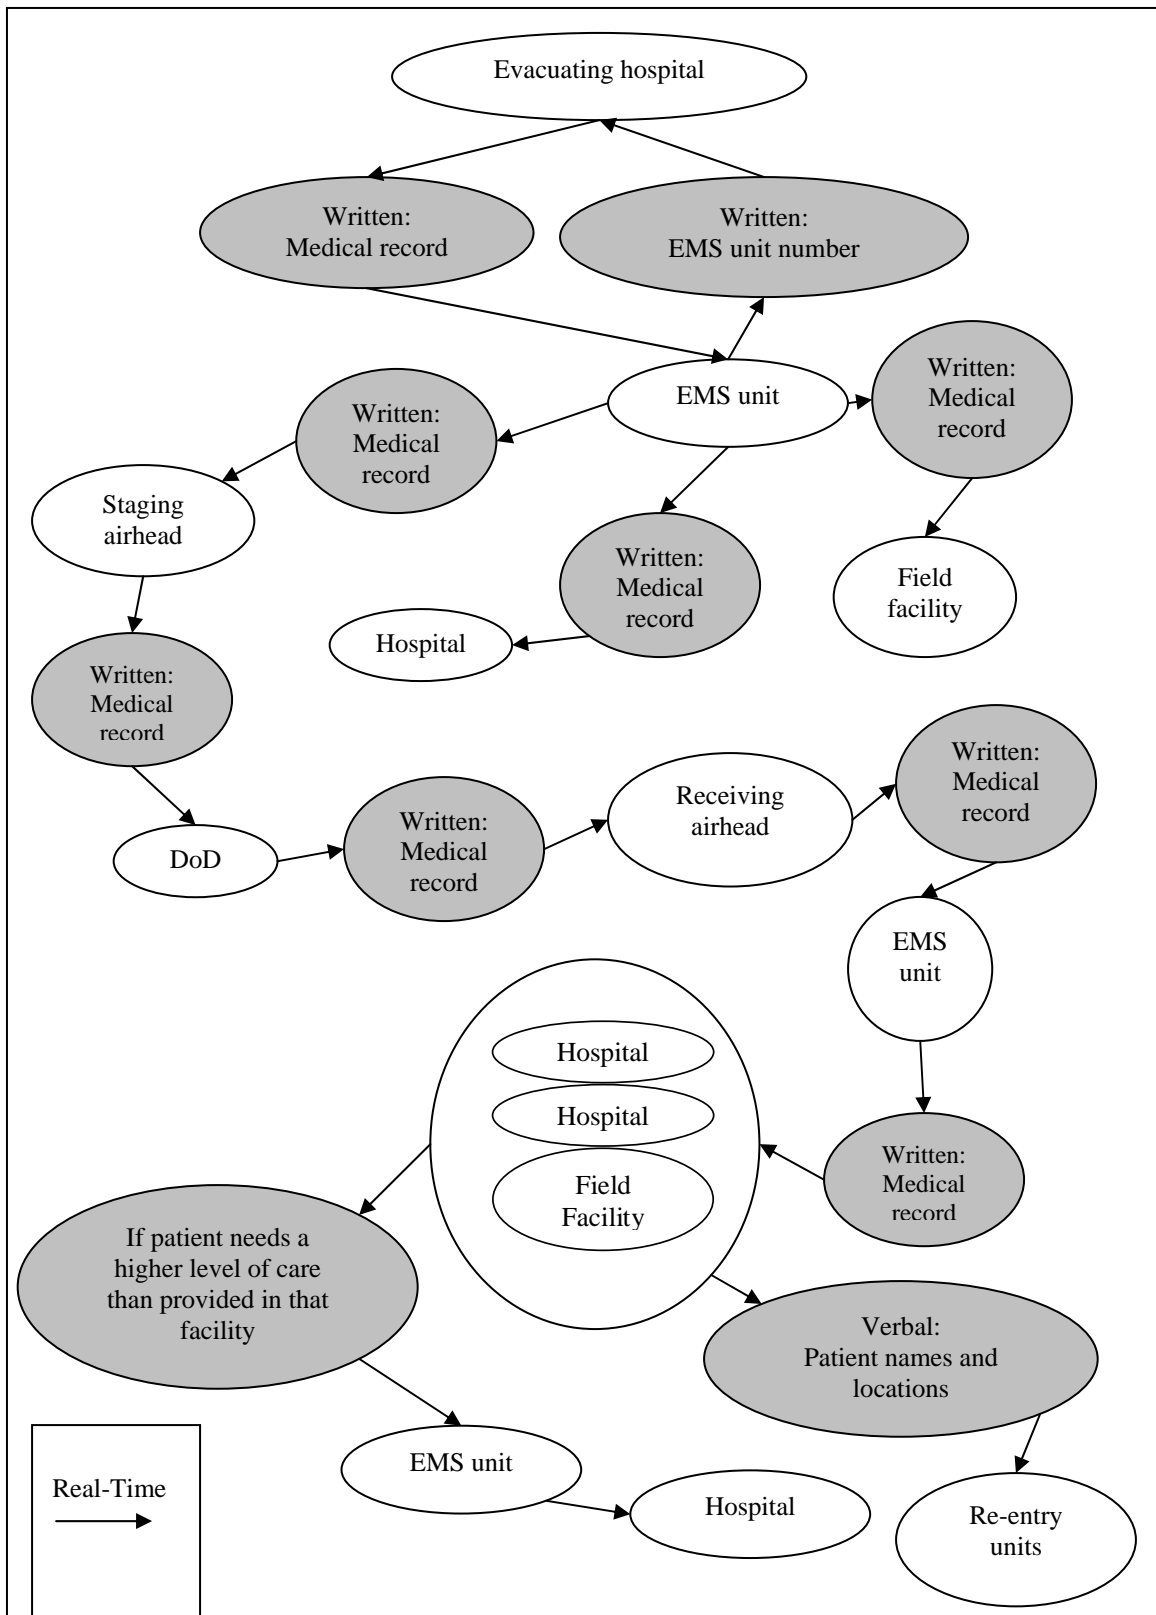 Evacuating hospital
Written:
Medical record
Written:
EMS unit number
EMS unit
Written:
Medical
record
Written:
Medical
record
Staging
airhead
Written:
Medical
record
Field
facility
Hospital
Written:
Medical
record
DoD
Written:
Medical
record
Receiving
airhead
Written:
Medical
record
EMS
unit
Hospital
Hospital
Field
Facility
Written:
Medical
record
If patient needs a
higher level of care
than provided in that
facility
Verbal:
Patient names and
locations
EMS unit
Hospital
Re-entry
units
Real-Time